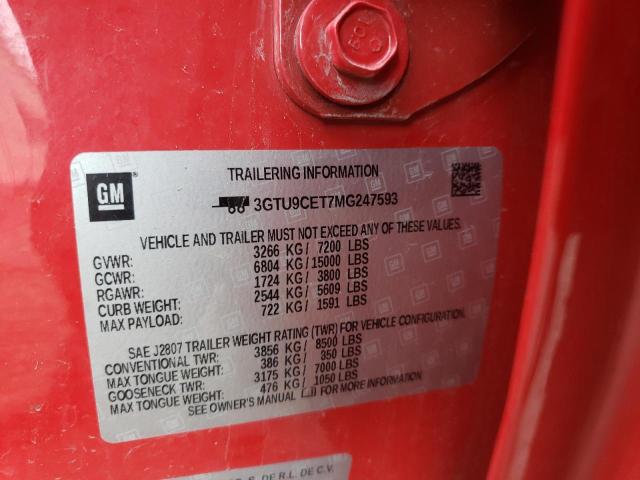 GM
TRAILERING INFORMATION
3GTU9CET7MG247593
VEHICLE AND TRAILER MUST NOT EXCEED ANY OF THESE VALUES.
GVWR: 3266 KG/ 7200 LBS
GCWR: 6804 KG/15000 LBS
RGAWR: 1724 KG/ 3800 LBS
CURB WEIGHT: 2544 KG/ 5609 LBS
MAX PAYLOAD: 722 KG/ 1591 LBS
SAE J2807 TRAILER WEIGHT RATING (TWR) FOR VEHICLE CONFIGURATION.
CONVENTIONAL TWR: 3856 KG/ 8500 LBS
MAX TONGUE WEIGHT: 386 KG/ 350 LBS
GOOSENECK TWR: 3175 KG/ 7000 LBS
MAX TONGUE WEIGHT: 476 KG/ 1050 LBS
SEE OWNER'S MANUAL FOR MORE INFORMATION
DE R.L. DE C.V.